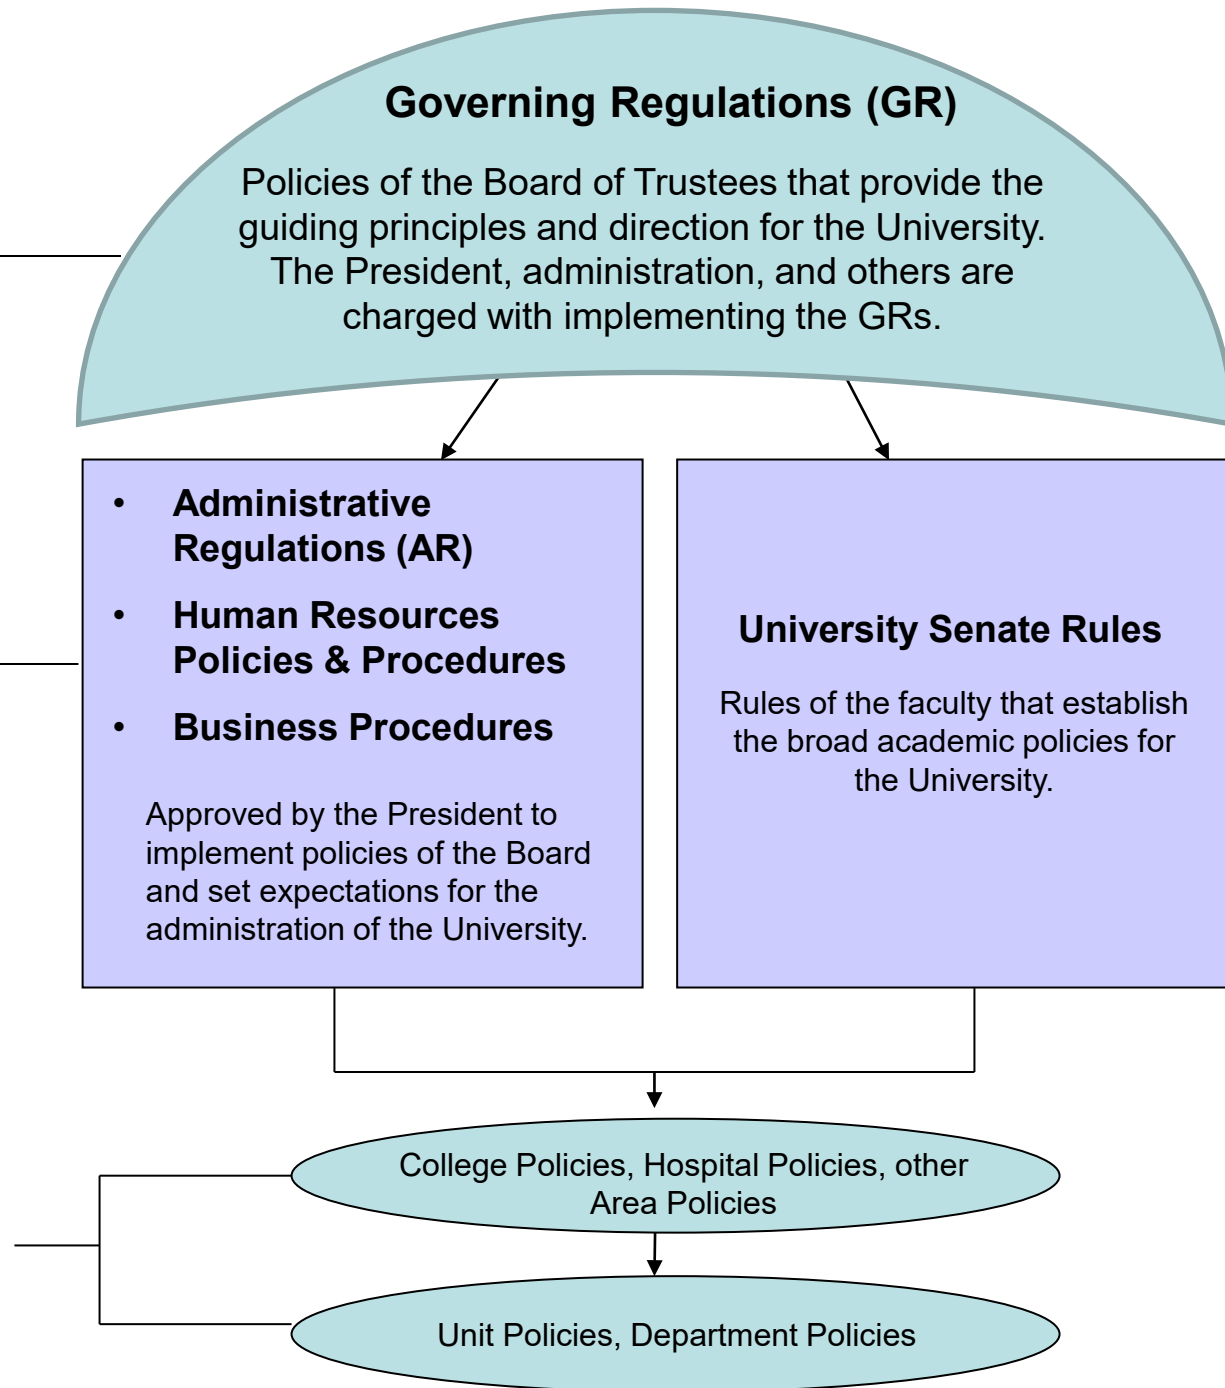 Governing Regulations (GR)
Policies of the Board of Trustees that provide the
guiding principles and direction for the University.
The President, administration, and others are
charged with implementing the GRs.
• Administrative
Regulations (AR)
• Human Resources
Policies & Procedures
• Business Procedures
Approved by the President to
implement policies of the Board
and set expectations for the
administration of the University.
University Senate Rules
Rules of the faculty that establish
the broad academic policies for
the University.
College Policies, Hospital Policies, other
Area Policies
Unit Policies, Department Policies